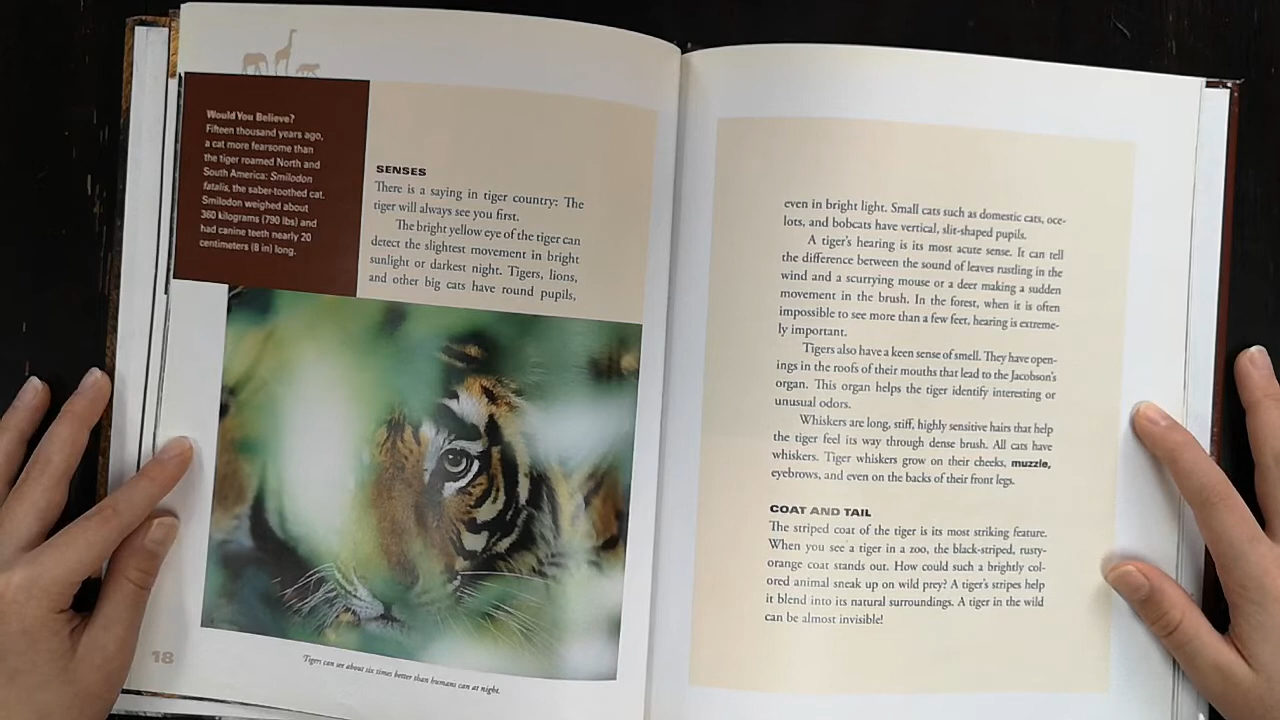 Would You Believe?
Fifteen thousand years ago,
a cat more fearsome than
the tiger roamed North and
South America: Smilodon
fatalis, the saber-toothed cat.
Smilodon weighed about
360 kilograms (790 lbs) and
had canine teeth nearly 20
centimeters (8 in) long.
SENSES
There is a saying in tiger country: The
tiger will always see you first.
The bright yellow eye of the tiger can
detect the slightest movement in bright
sunlight or darkest night. Tigers, lions,
and other big cats have round pupils,
Tigers can see about six times better than humans can at night.
18
even in bright light. Small cats such as domestic cats, oce-
lots, and bobcats have vertical, slit-shaped pupils.
A tiger's hearing is its most acute sense. It can tell
the difference between the sound of leaves rustling in the
wind and a scurrying mouse or a deer making a sudden
movement in the brush. In the forest, when it is often
impossible to see more than a few feet, hearing is extreme-
ly important.
Tigers also have a keen sense of smell. They have open-
ings in the roofs of their mouths that lead to the Jacobson's
organ. This organ helps the tiger identify interesting or
unusual odors.
Whiskers are long, stiff, highly sensitive hairs that help
the tiger feel its way through dense brush. All cats have
whiskers. Tiger whiskers grow on their cheeks, muzzle,
eyebrows, and even on the backs of their front legs.
COAT AND TAIL
The striped coat of the tiger is its most striking feature.
When you see a tiger in a zoo, the black-striped, rusty-
orange coat stands out. How could such a brightly col-
ored animal sneak up on wild prey? A tiger's stripes help
it blend into its natural surroundings. A tiger in the wild
can be almost invisible!